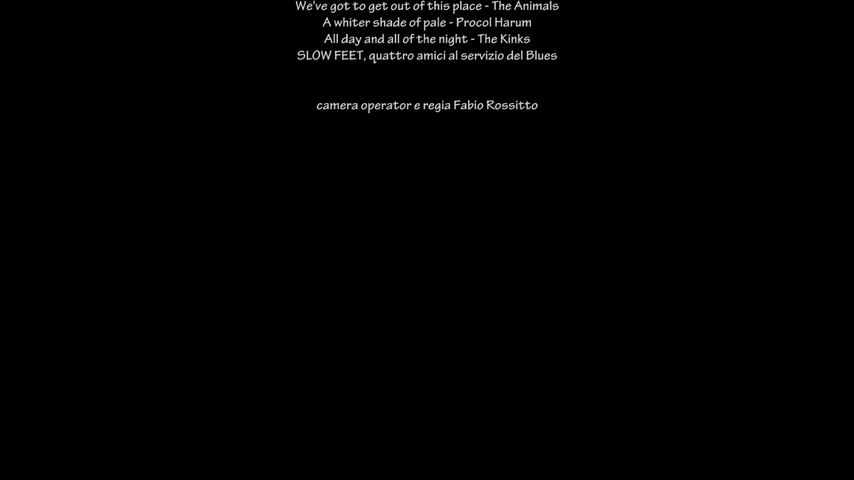 We've got to get out of this place - The Animals
A whiter shade of pale - Procol Harum
All day and all of the night - The Kinks
SLOW FEET, quattro amici al servizio del Blues
camera operator e regia Fabio Rossitto